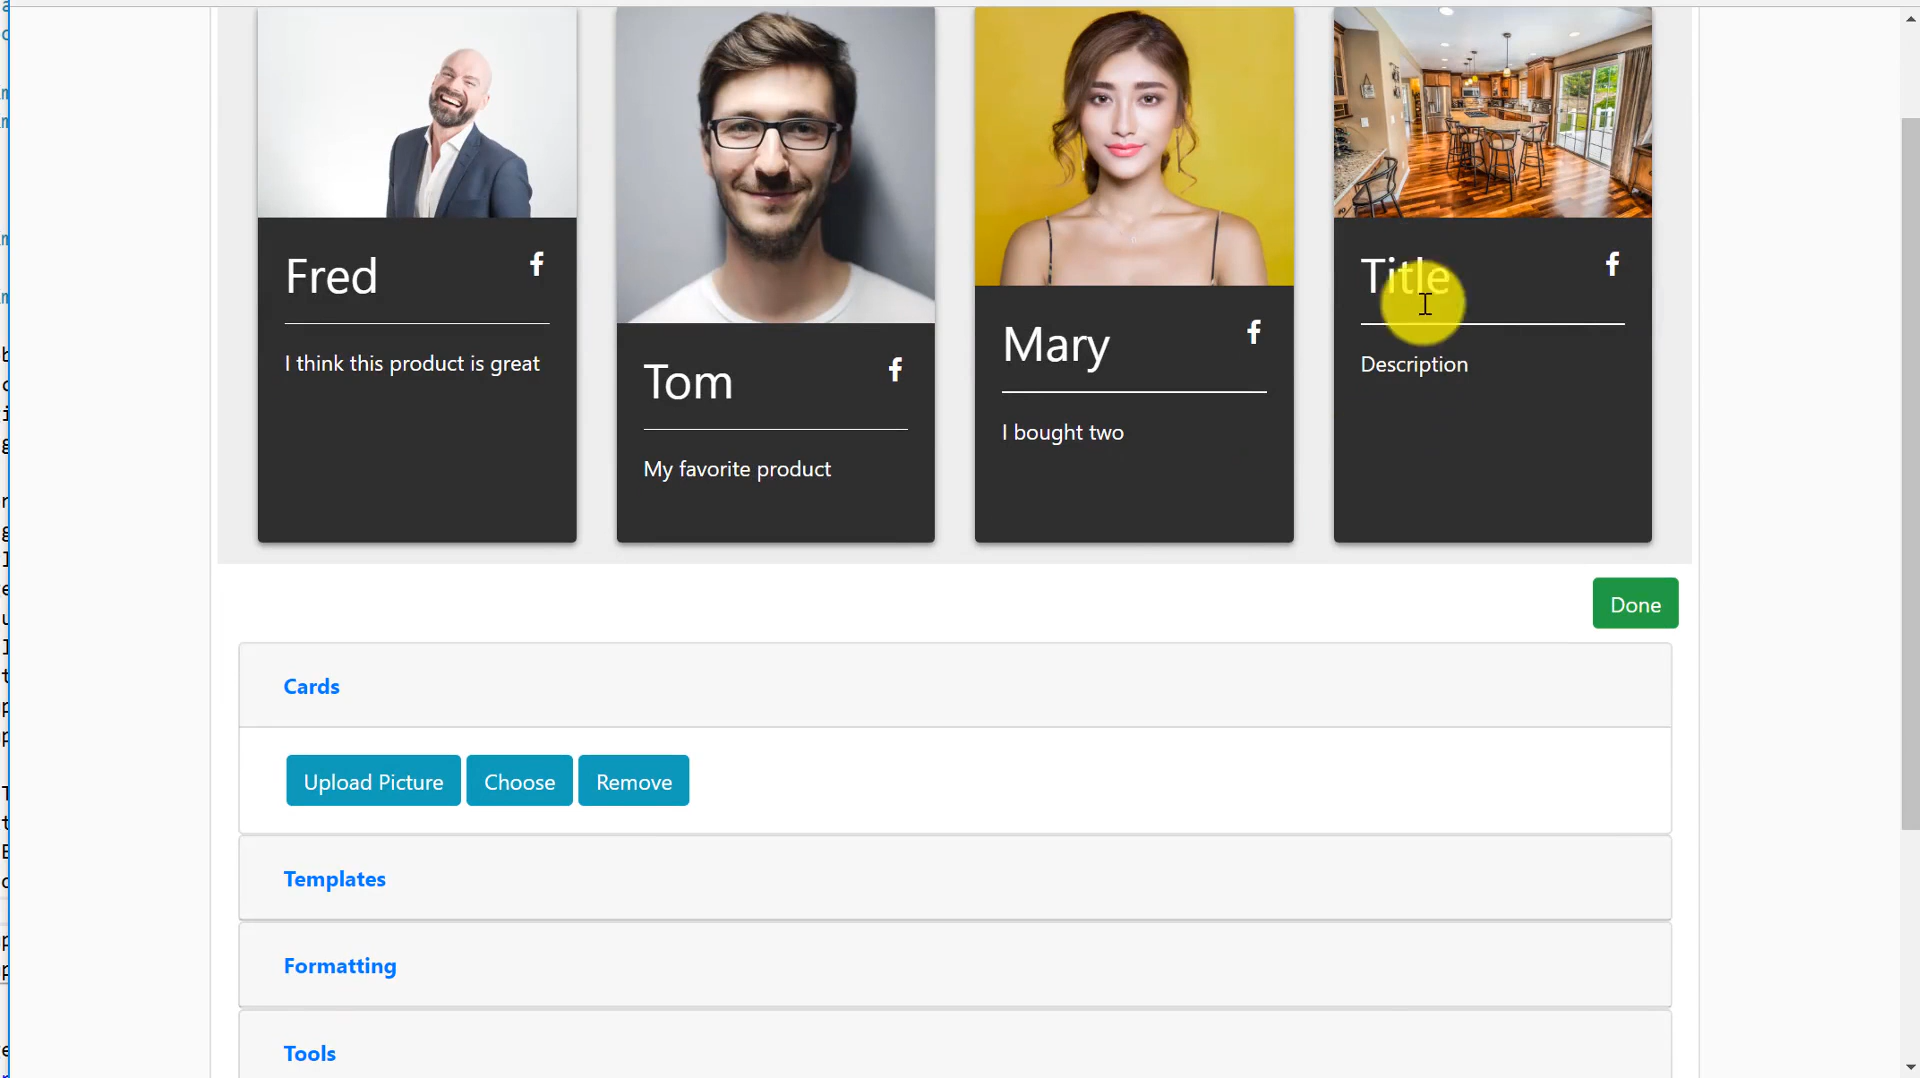 Fred
I think this product is great
Tom
My favorite product
Mary
I bought two
Title
Description
Done
Cards
Upload Picture Choose Remove
Templates
Formatting
Tools